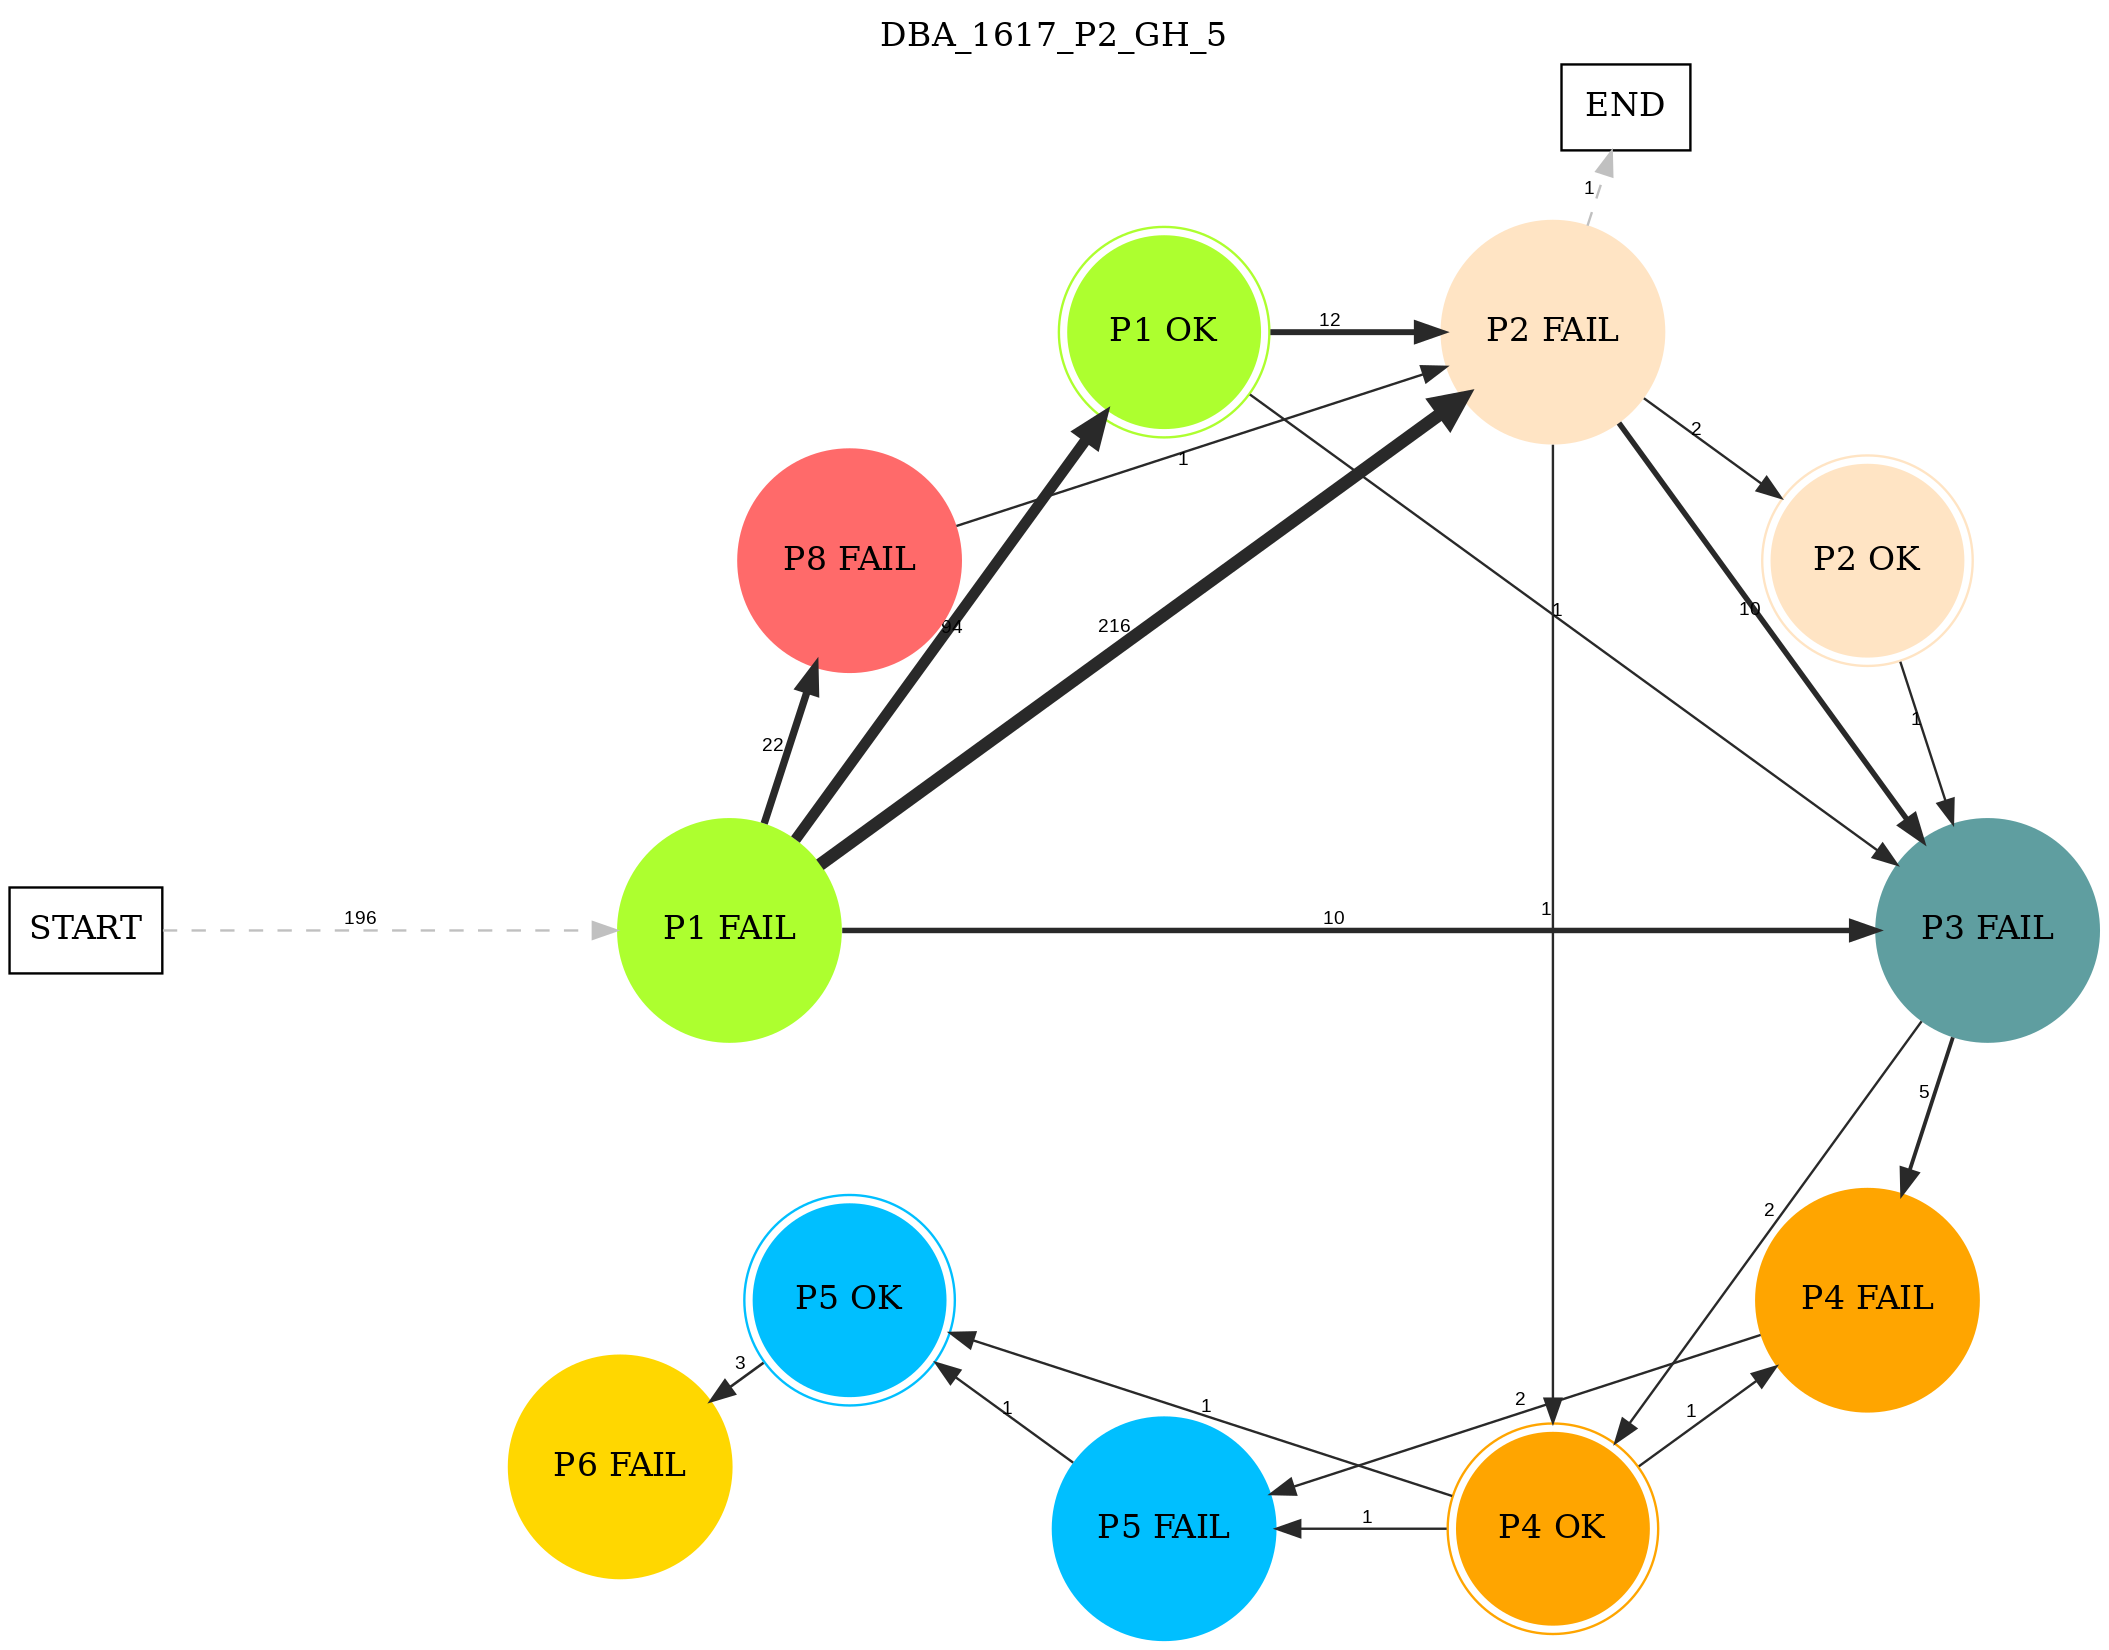 DBA_1617_P2_GH_5
END
1
P1 OK
12
P2 FAIL
2
1
P8 FAIL
P2 OK
94
216
1
10
22
1
START
196
P1 FAIL
10
1
P3 FAIL
5
2
P5 OK
P4 FAIL
3
1
1
2
1
P6 FAIL
P5 FAIL
1
P4 OK